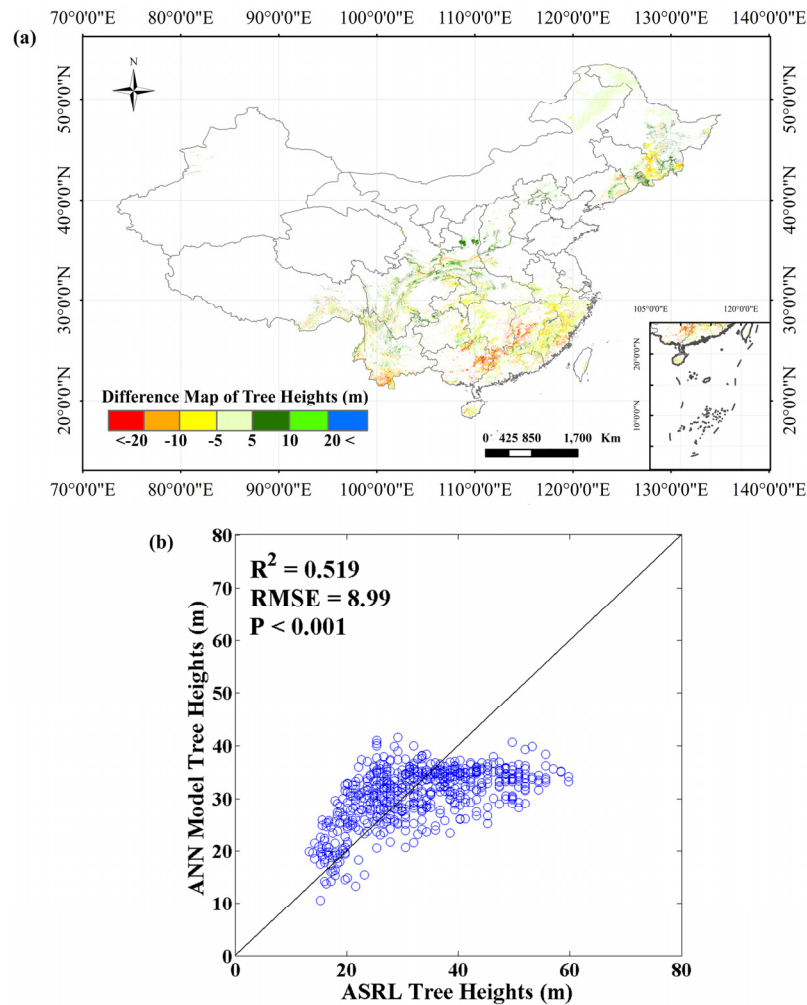 (a)
70°0'0"E 80°0'0"E 90°0'0"E 100°0'0"E 110°0'0"E 120°0'0"E 130°0'0"E 140°0'0"E
N
50°0'0"N 50°0'0"N
40°0'0"N 40°0'0"N
30°0'0"N 30°0'0"N
20°0'0"N 20°0'0"N
105°0'0"E 120°0'0"E
20°0'0"N
10°0'0"N
Difference Map of Tree Heights (m)
<-20 -10 -5 5 10 20 <
0 425 850 1,700 Km
70°0'0"E 80°0'0"E 90°0'0"E 100°0'0"E 110°0'0"E 120°0'0"E 130°0'0"E 140°0'0"E
(b)
R² = 0.519
RMSE = 8.99
P < 0.001
ANN Model Tree Heights (m)
80
70
60
50
40
30
20
10
0
0 20 40 60 80
ASRL Tree Heights (m)